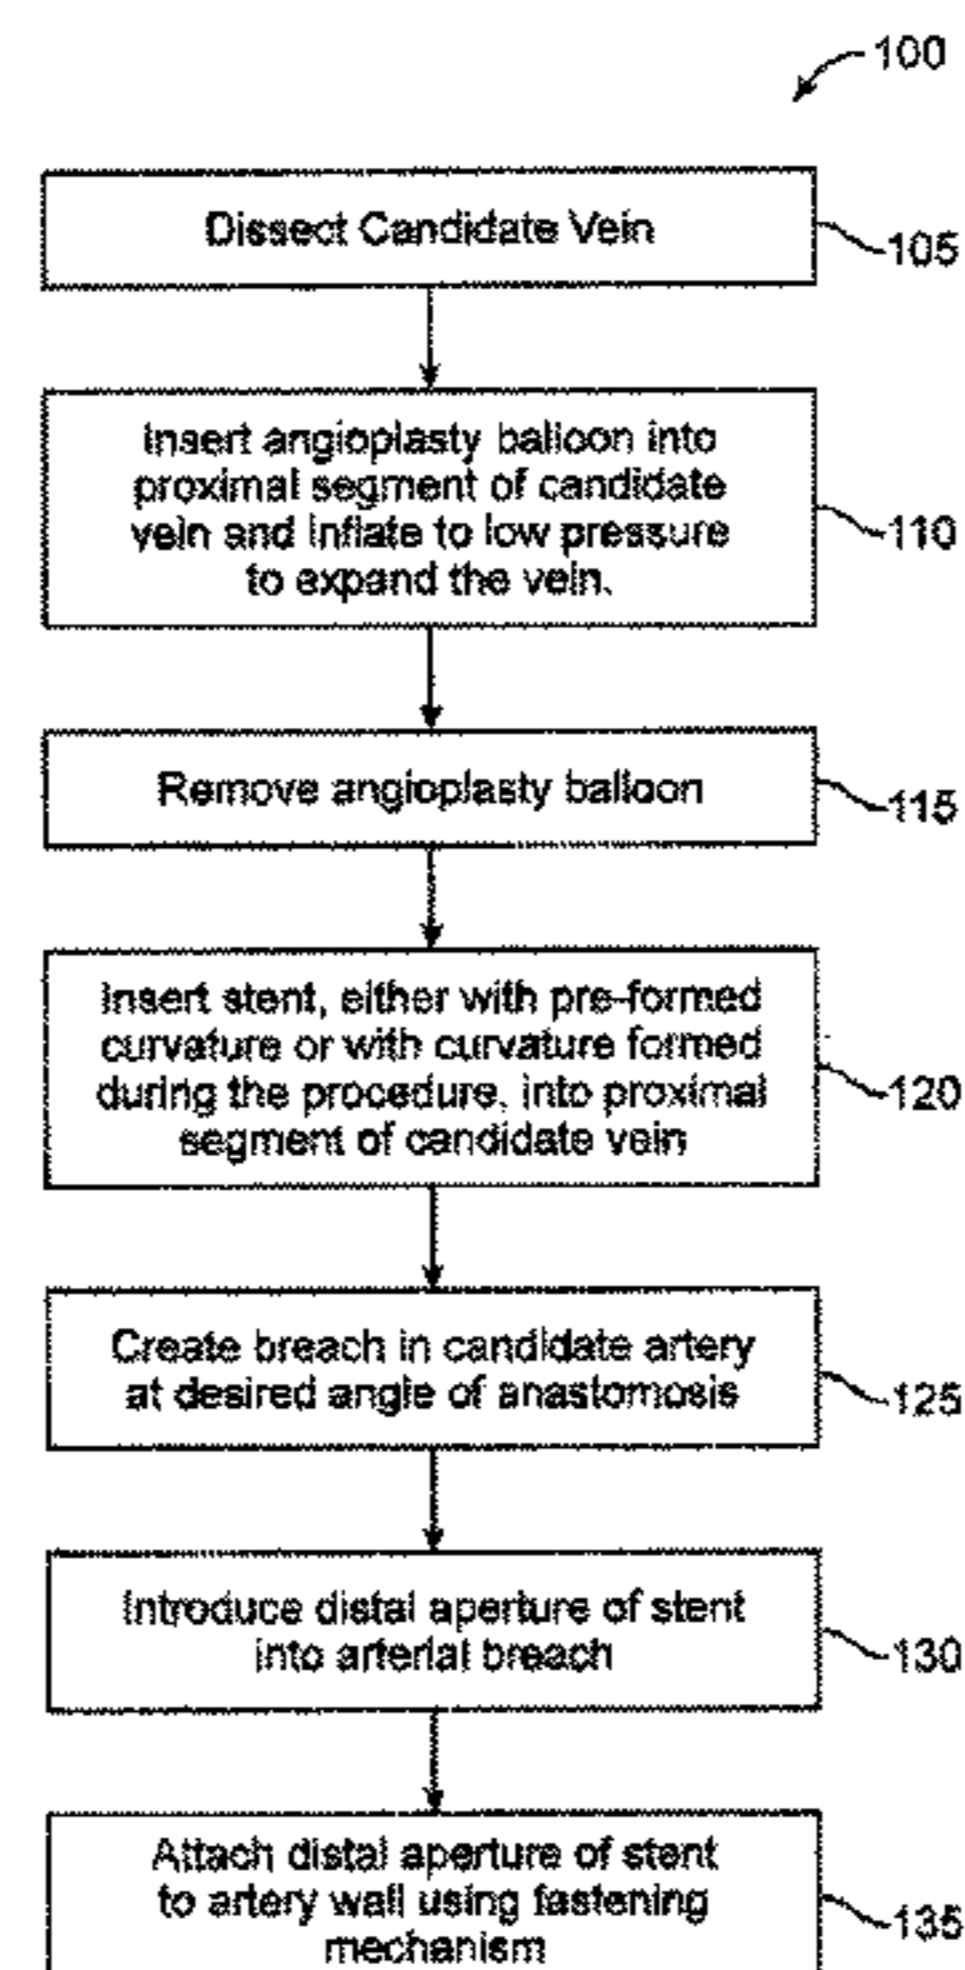 100
Dissect Candidate Vein
105
Insert angioplasty balloon into
proximal segment of candidate
vein and inflate to low pressure
to expand the vein.
110
Remove angioplasty balloon
115
Insert stent, either with pre-formed
curvature or with curvature formed
during the procedure, into proximal
segment of candidate vein
120
Create breach in candidate artery
at desired angle of anastomosis
125
Introduce distal aperture of stent
into arterial breach
130
Attach distal aperture of stent
to artery wall using fastening
mechanism
135